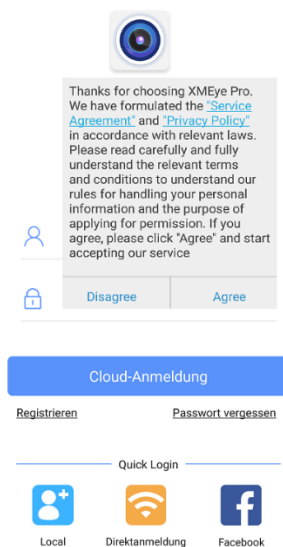 Thanks for choosing XMEye Pro.
We have formulated the "Service
Agreement" and "Privacy Policy"
in accordance with relevant laws.
Please read carefully and fully
understand the relevant terms
and conditions to understand our
rules for handling your personal
information and the purpose of
applying for permission. If you
agree, please click "Agree" and start
accepting our service
Disagree Agree
Cloud-Anmeldung
Registrieren Passwort vergessen
Quick Login
Local Direktanmeldung Facebook